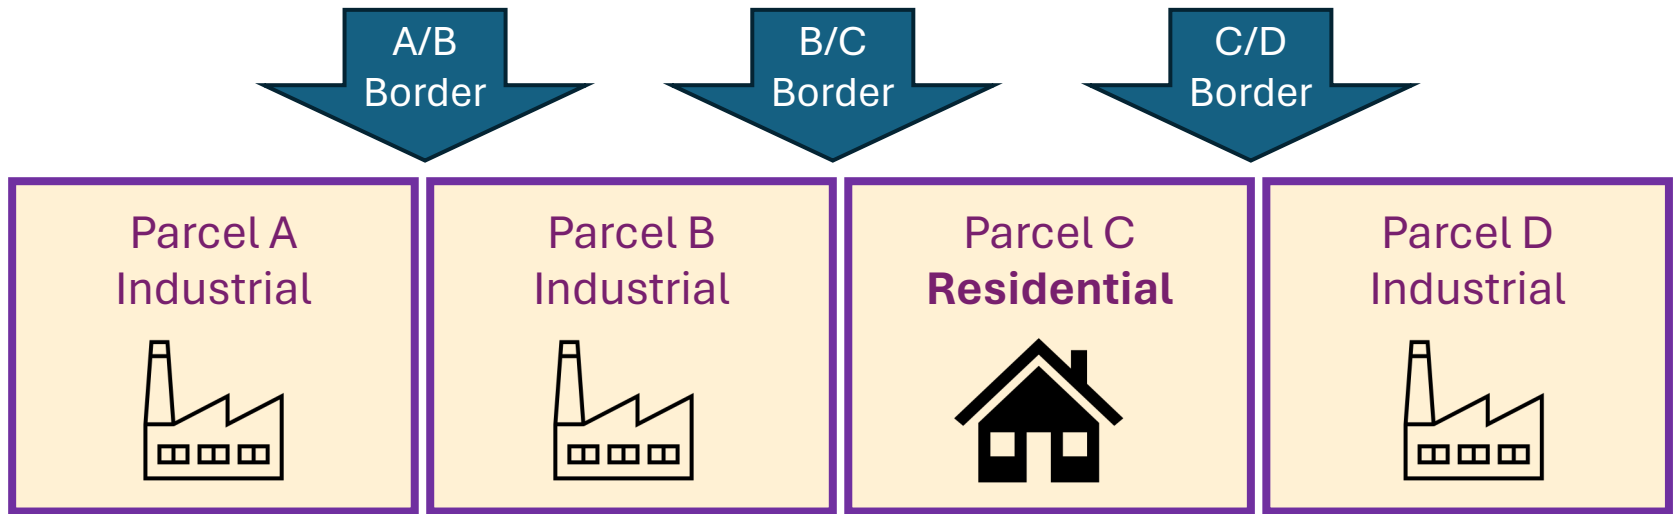 A/B
Border
B/C
Border
C/D
Border
Parcel A
Industrial
Parcel B
Industrial
Parcel C
Residential
Parcel D
Industrial